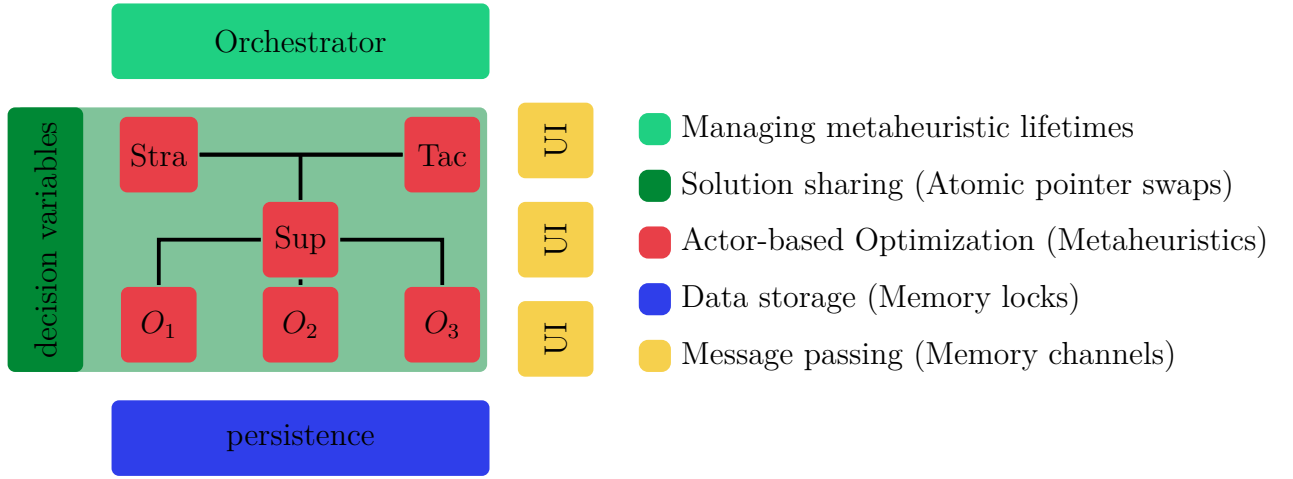 Orchestrator
decision variables
Stra
Tac
Sup
O₁
O₂
O₃
UI
UI
UI
persistence
Managing metaheuristic lifetimes
Solution sharing (Atomic pointer swaps)
Actor-based Optimization (Metaheuristics)
Data storage (Memory locks)
Message passing (Memory channels)